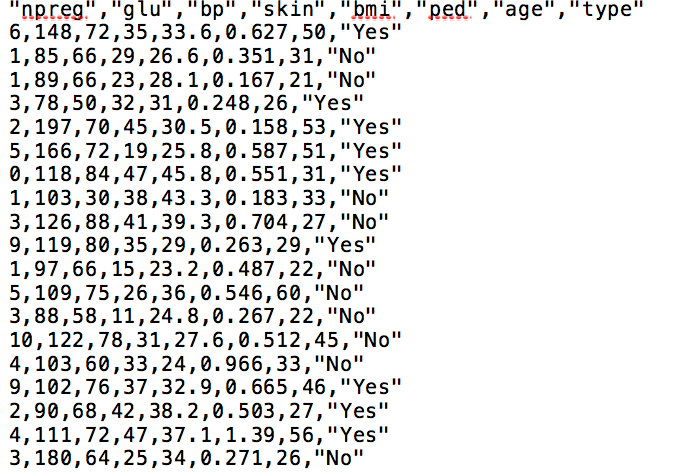 "npreg","glu","bp","skin","bmi","ped","age","type"
6,148,72,35,33.6,0.627,50,"Yes"
1,85,66,29,26.6,0.351,31,"No"
1,89,66,23,28.1,0.167,21,"No"
3,78,50,32,31,0.248,26,"Yes"
2,197,70,45,30.5,0.158,53,"Yes"
5,166,72,19,25.8,0.587,51,"Yes"
0,118,84,47,45.8,0.551,31,"Yes"
1,103,30,38,43.3,0.183,33,"No"
3,126,88,41,39.3,0.704,27,"No"
9,119,80,35,29,0.263,29,"Yes"
1,97,66,15,23.2,0.487,22,"No"
5,109,75,26,36,0.546,60,"No"
3,88,58,11,24.8,0.267,22,"No"
10,122,78,31,27.6,0.512,45,"No"
4,103,60,33,24,0.966,33,"No"
9,102,76,37,32.9,0.665,46,"Yes"
2,90,68,42,38.2,0.503,27,"Yes"
4,111,72,47,37.1,1.39,56,"Yes"
3,180,64,25,34,0.271,26,"No"